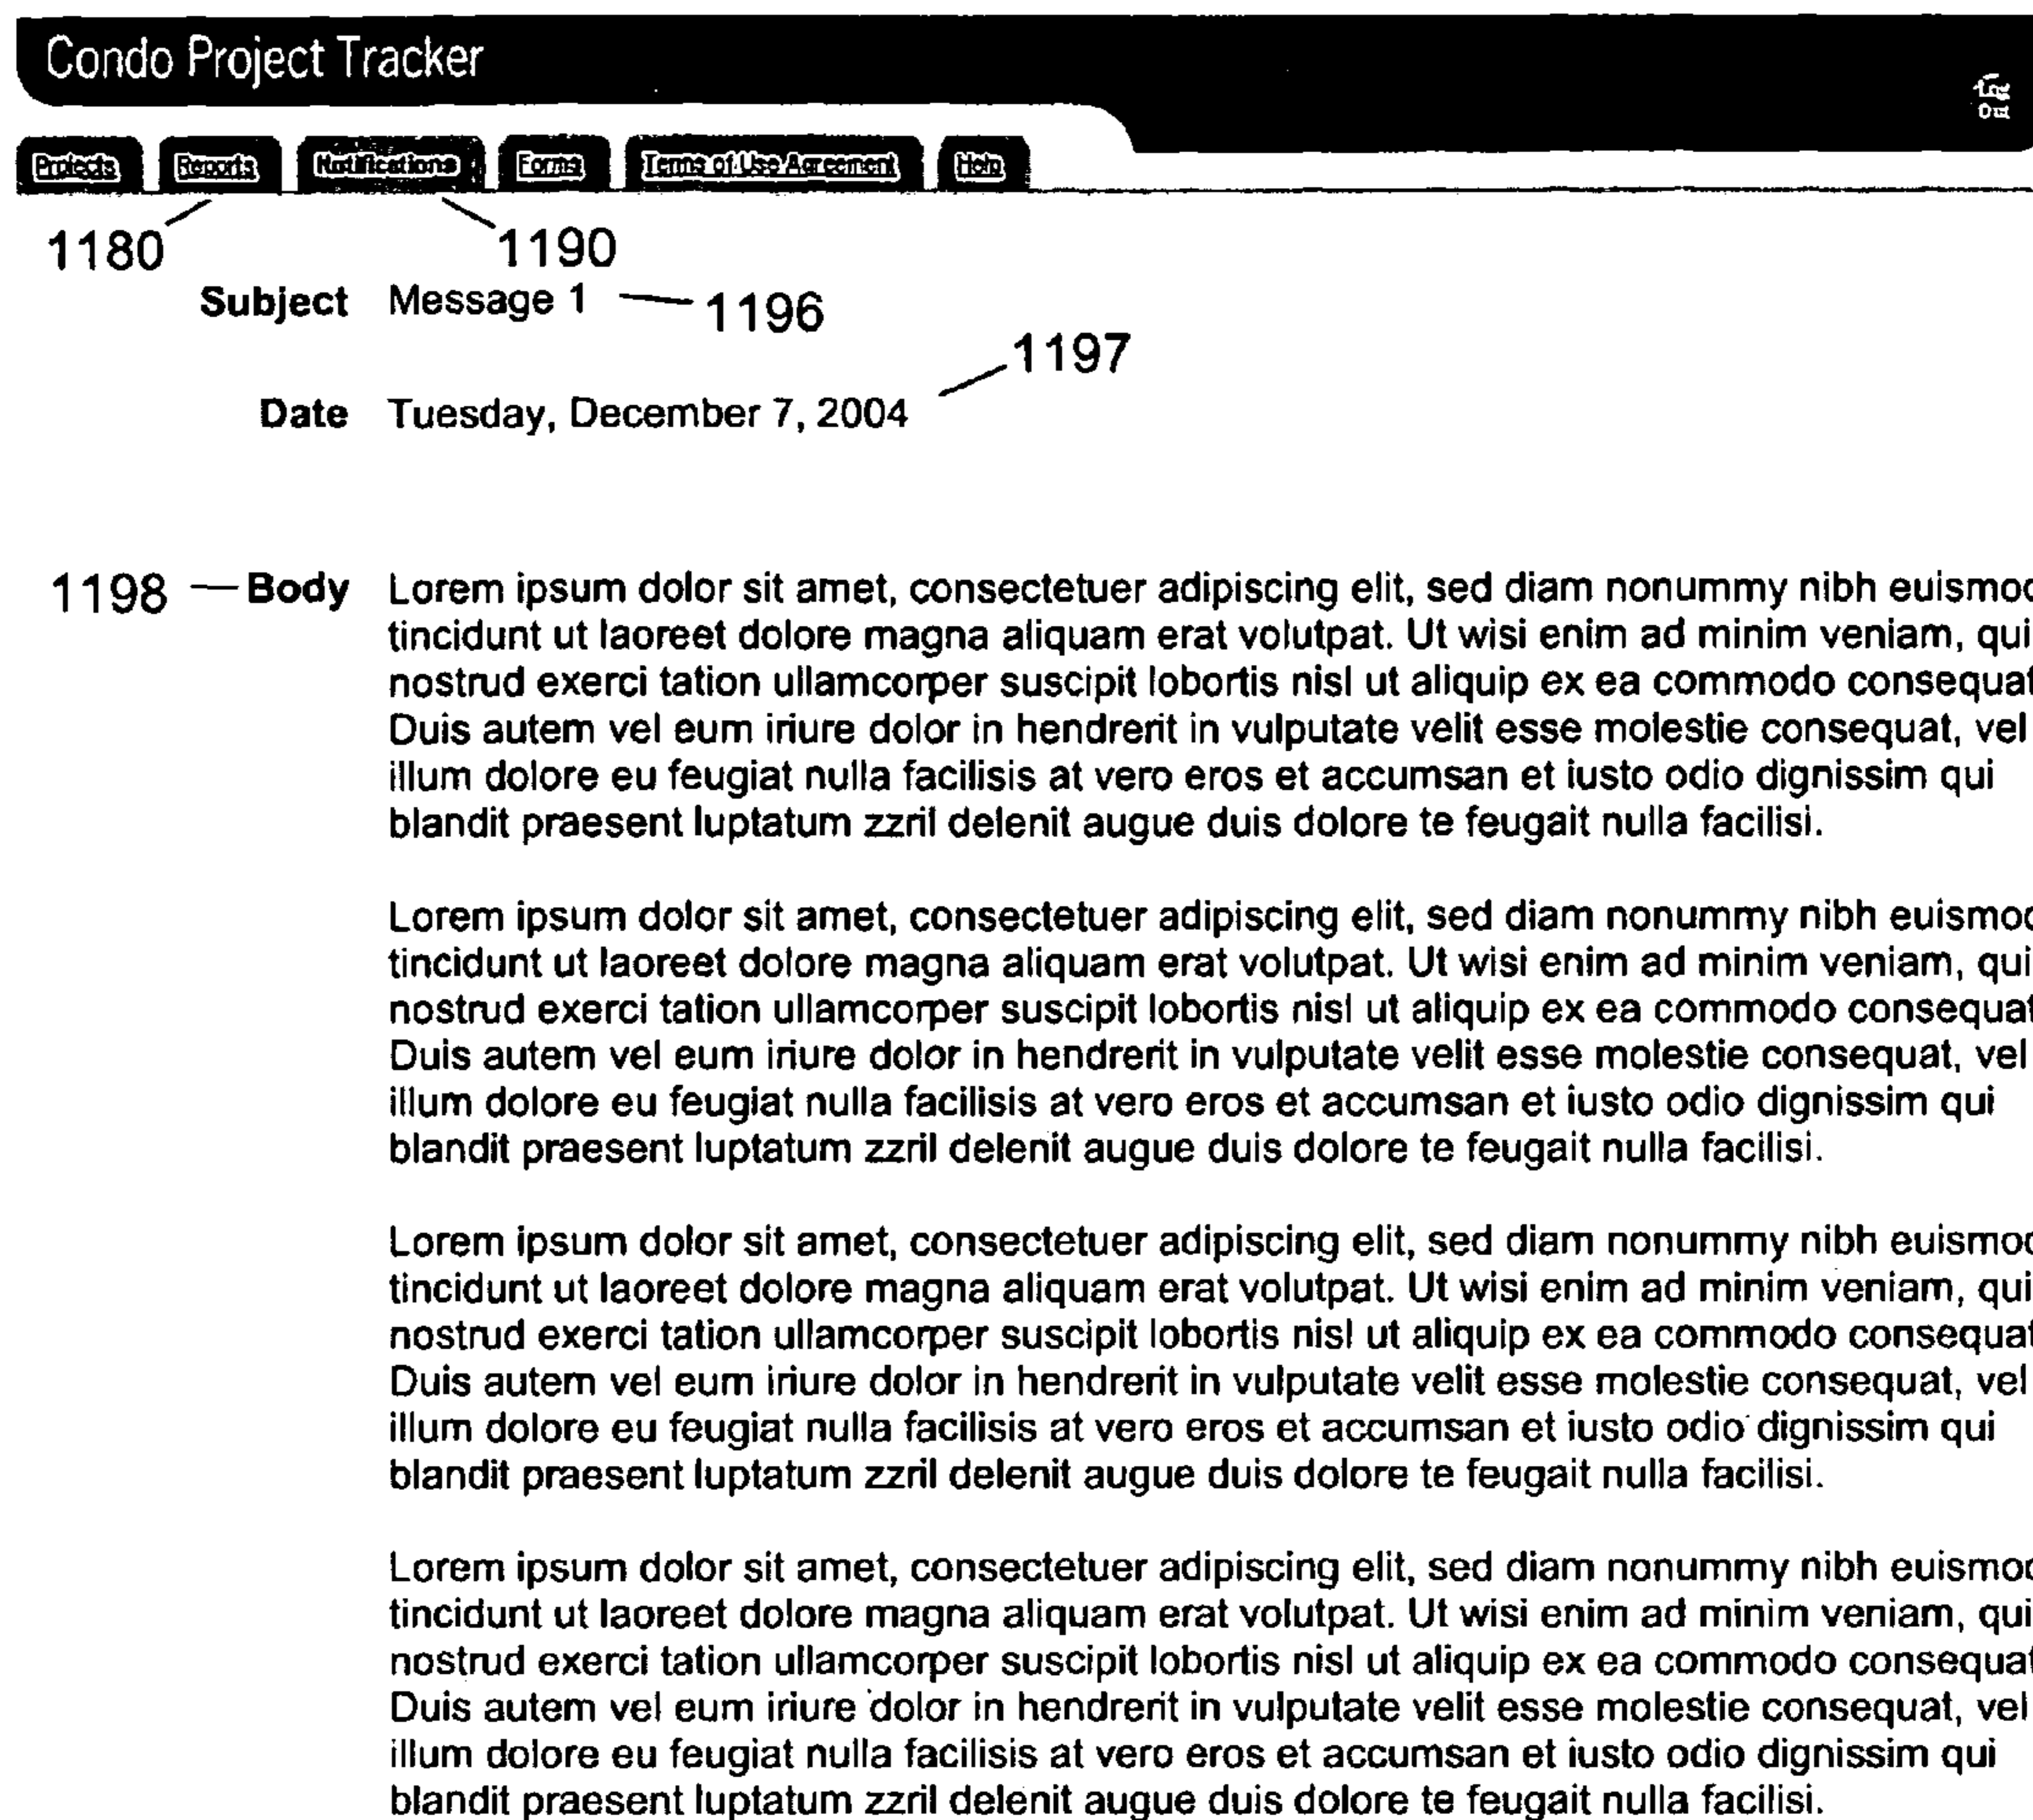 Condo Project Tracker
Projects Reports Notifications Forms Terms of Use Agreement Help
1180 1190
Subject Message 1 1196
1197
Date Tuesday, December 7, 2004
1198 Body Lorem ipsum dolor sit amet, consectetuer adipiscing elit, sed diam nonummy nibh euismod
tincidunt ut laoreet dolore magna aliquam erat volutpat. Ut wisi enim ad minim veniam, qui
nostrud exerci tation ullamcorper suscipit lobortis nisl ut aliquip ex ea commodo consequat
Duis autem vel eum iriure dolor in hendrerit in vulputate velit esse molestie consequat, vel
illum dolore eu feugiat nulla facilisis at vero eros et accumsan et iusto odio dignissim qui
blandit praesent luptatum zzril delenit augue duis dolore te feugait nulla facilisi.
Lorem ipsum dolor sit amet, consectetuer adipiscing elit, sed diam nonummy nibh euismod
tincidunt ut laoreet dolore magna aliquam erat volutpat. Ut wisi enim ad minim veniam, qui
nostrud exerci tation ullamcorper suscipit lobortis nisl ut aliquip ex ea commodo consequat
Duis autem vel eum iriure dolor in hendrerit in vulputate velit esse molestie consequat, vel
illum dolore eu feugiat nulla facilisis at vero eros et accumsan et iusto odio dignissim qui
blandit praesent luptatum zzril delenit augue duis dolore te feugait nulla facilisi.
Lorem ipsum dolor sit amet, consectetuer adipiscing elit, sed diam nonummy nibh euismod
tincidunt ut laoreet dolore magna aliquam erat volutpat. Ut wisi enim ad minim veniam, qui
nostrud exerci tation ullamcorper suscipit lobortis nisl ut aliquip ex ea commodo consequat
Duis autem vel eum iriure dolor in hendrerit in vulputate velit esse molestie consequat, vel
illum dolore eu feugiat nulla facilisis at vero eros et accumsan et iusto odio dignissim qui
blandit praesent luptatum zzril delenit augue duis dolore te feugait nulla facilisi.
Lorem ipsum dolor sit amet, consectetuer adipiscing elit, sed diam nonummy nibh euismod
tincidunt ut laoreet dolore magna aliquam erat volutpat. Ut wisi enim ad minim veniam, qui
nostrud exerci tation ullamcorper suscipit lobortis nisl ut aliquip ex ea commodo consequat
Duis autem vel eum iriure dolor in hendrerit in vulputate velit esse molestie consequat, vel
illum dolore eu feugiat nulla facilisis at vero eros et accumsan et iusto odio dignissim qui
blandit praesent luptatum zzril delenit augue duis dolore te feugait nulla facilisi.